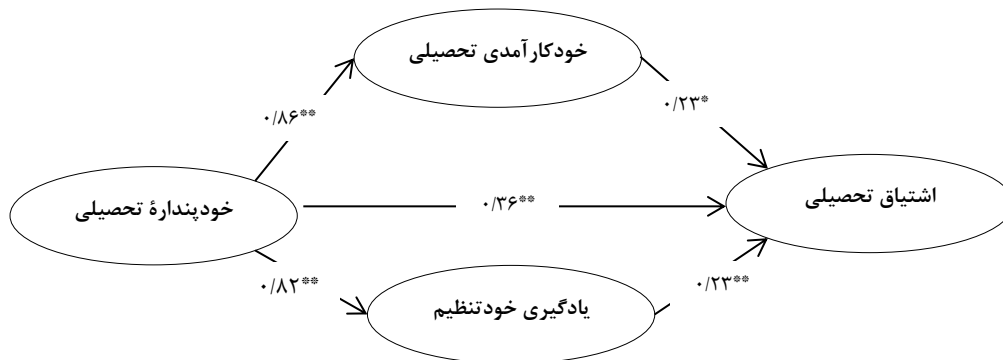 خودکارآمدی تحصیلی
۰/۸۶**
۰/۲۳*
خودپندارۀ تحصیلی
۰/۳۶**
اشتیاق تحصیلی
۰/۸۲**
۰/۲۳**
یادگیری خودتنظیم